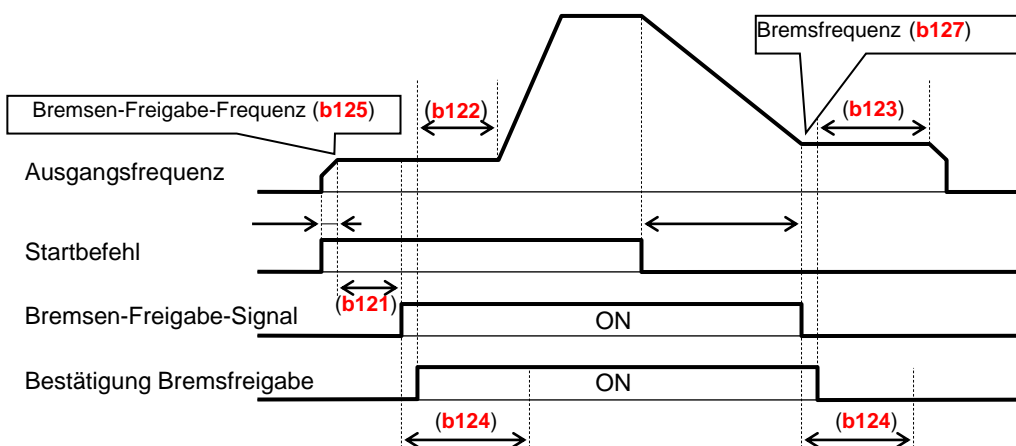 Bremsfrequenz (b127)
Bremsen-Freigabe-Frequenz (b125)
(b122)
(b123)
Ausgangsfrequenz
Startbefehl
(b121)
Bremsen-Freigabe-Signal
ON
Bestätigung Bremsfreigabe
ON
(b124)
(b124)